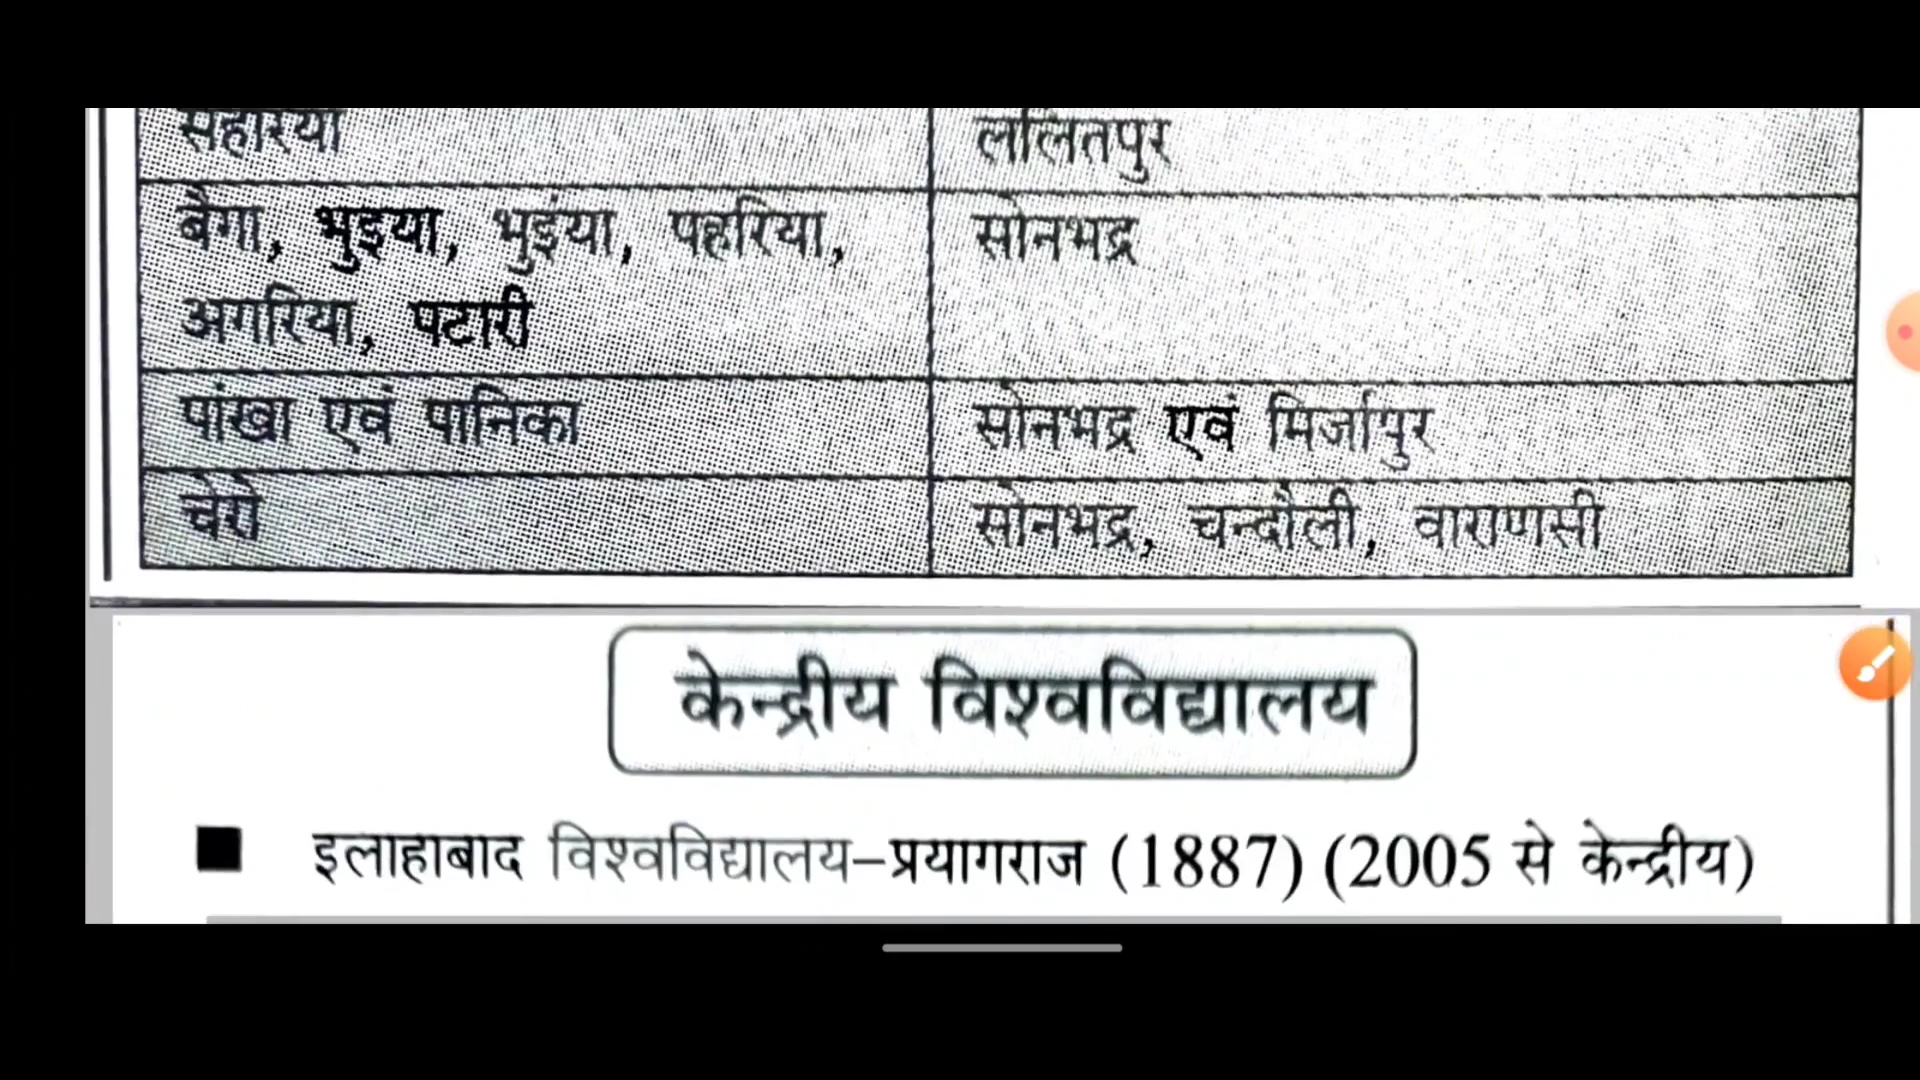 सहरिया ललितपुर
बैगा, भुइया, भुइंया, पहरिया, सोनभद्र
अगरिया, पटारी
पांखा एवं पानिका सोनभद्र एवं मिर्जापुर
चेरो सोनभद्र, चन्दौली, वाराणसी
केन्द्रीय विश्वविद्यालय
■ इलाहाबाद विश्वविद्यालय–प्रयागराज (1887) (2005 से केन्द्रीय)